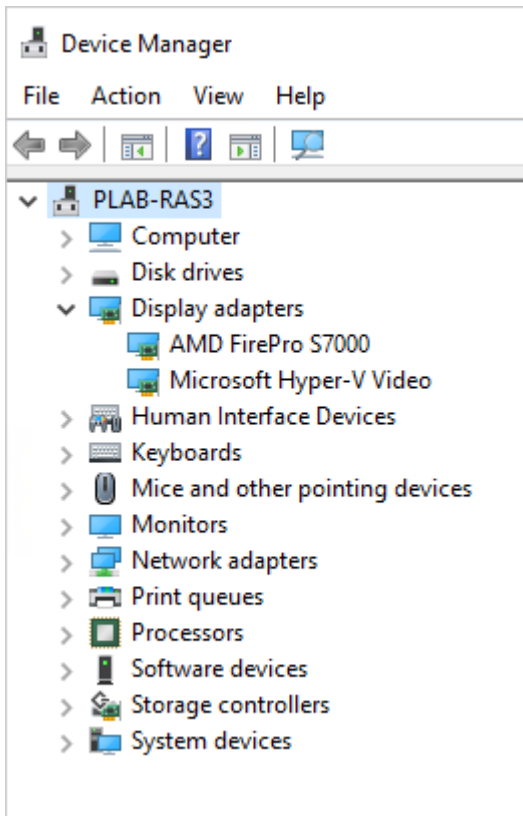 Device Manager
File Action View Help
PLAB-RAS3
Computer
Disk drives
Display adapters
AMD FirePro S7000
Microsoft Hyper-V Video
Human Interface Devices
Keyboards
Mice and other pointing devices
Monitors
Network adapters
Print queues
Processors
Software devices
Storage controllers
System devices